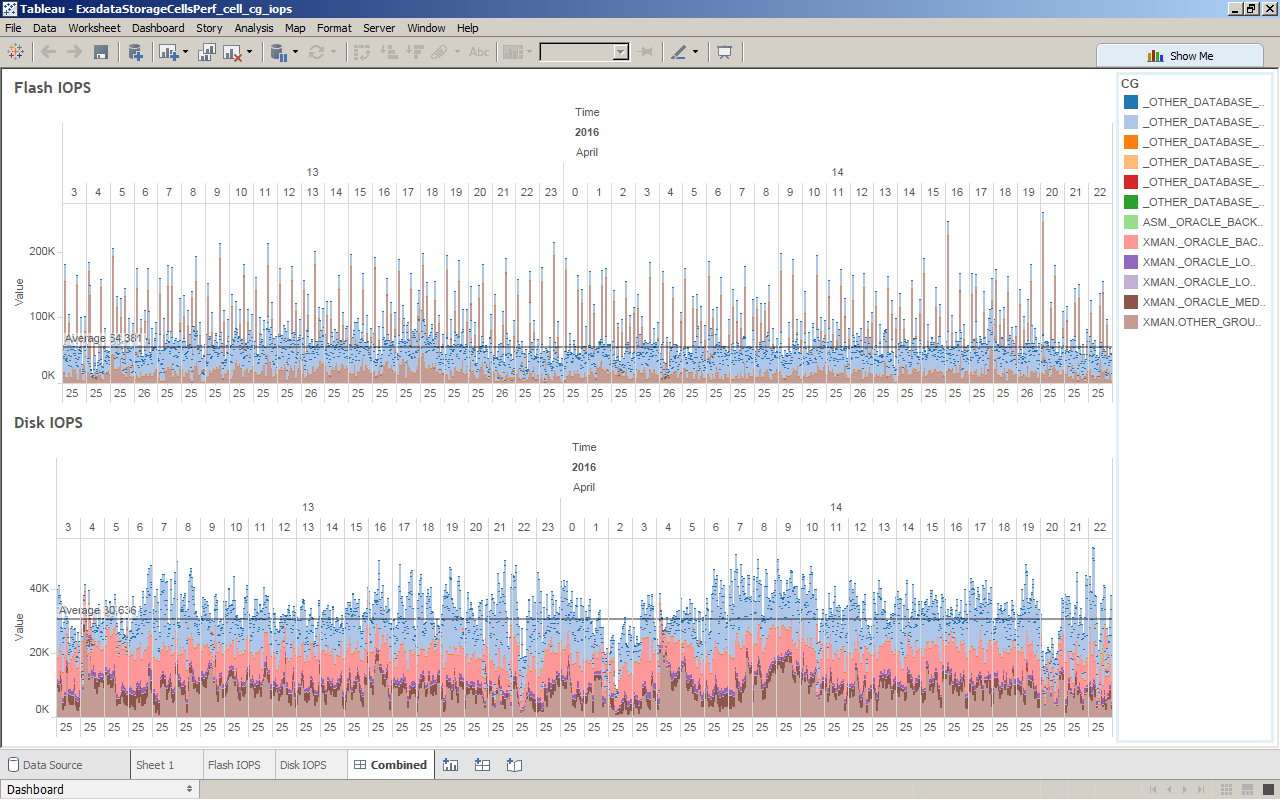 Tableau - ExadataStorageCellsPerf_cell_cg_iops
File Data Worksheet Dashboard Story Analysis Map Format Server Window Help
Abc
Show Me
Flash IOPS
Time
2016
April
13 14
3 4 5 6 7 8 9 10 11 12 13 14 15 16 17 18 19 20 21 22 23 0 1 2 3 4 5 6 7 8 9 10 11 12 13 14 15 16 17 18 19 20 21 22
200K
Value
100K
Average 54,381
0K
25 25 25 26 25 25 25 25 25 25 26 25 25 25 25 25 25 25 26 25 25 25 25 25 25 25 25 25 25 25 25 25 25 26 25 25 25 25 25 25 25 25 25 25
Disk IOPS
Time
2016
April
13 14
3 4 5 6 7 8 9 10 11 12 13 14 15 16 17 18 19 20 21 22 23 0 1 2 3 4 5 6 7 8 9 10 11 12 13 14 15 16 17 18 19 20 21 22
40K
Average 30,636
Value
20K
0K
25 25 25 25 25 25 25 25 25 25 25 25 25 25 25 25 25 25 25 25 25 25 25 25 25 25 25 25 25 25 25 25 25 25 25 25 25 25 25 25 25 25 25 25
CG
_OTHER_DATABASE_..
_OTHER_DATABASE_..
_OTHER_DATABASE_..
_OTHER_DATABASE_..
_OTHER_DATABASE_..
_OTHER_DATABASE_..
ASM._ORACLE_BACK..
XMAN._ORACLE_BAC..
XMAN._ORACLE_LO..
XMAN._ORACLE_LO..
XMAN._ORACLE_MED..
XMAN.OTHER_GROU..
Data Source Sheet 1 Flash IOPS Disk IOPS Combined
Dashboard